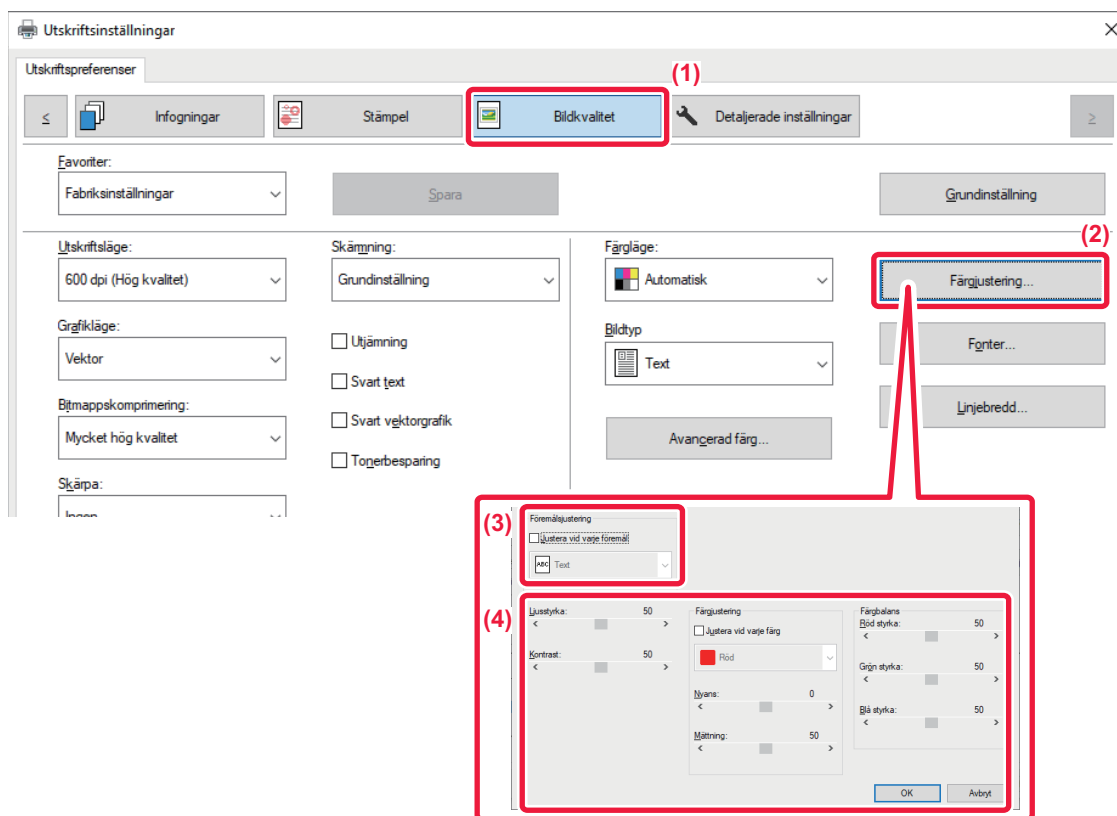 Utskriftsinställningar
Utskriftspreferenser
(1)
<
Infogningar
Stämpel
Bildkvalitet
Detaljerade inställningar
>
Favoriter:
Fabriksinställningar
Spara
Grundinställning
(2)
Utskriftsläge:
Skärmning:
Färgläge:
600 dpi (Hög kvalitet)
Grundinställning
Automatisk
Färgjustering...
Grafikläge:
Vektor
Utjämning
Bildtyp
Text
Fonter...
Svart text
Bitmappskomprimering:
Mycket hög kvalitet
Svart vektorgrafik
Linjebredd...
Avancerad färg...
Tonerbesparing
Skärpa:
Ingen
(3)
Föremålsjustering
Justera vid varje föremål
ABC Text
(4)
Ljusstyrka: 50
< >
Kontrast: 50
< >
Färgjustering
Justera vid varje färg
Röd
Nyans: 0
< >
Mättning: 50
< >
Färgbalans
Röd styrka: 50
< >
Grön styrka: 50
< >
Blå styrka: 50
< >
OK
Avbryt